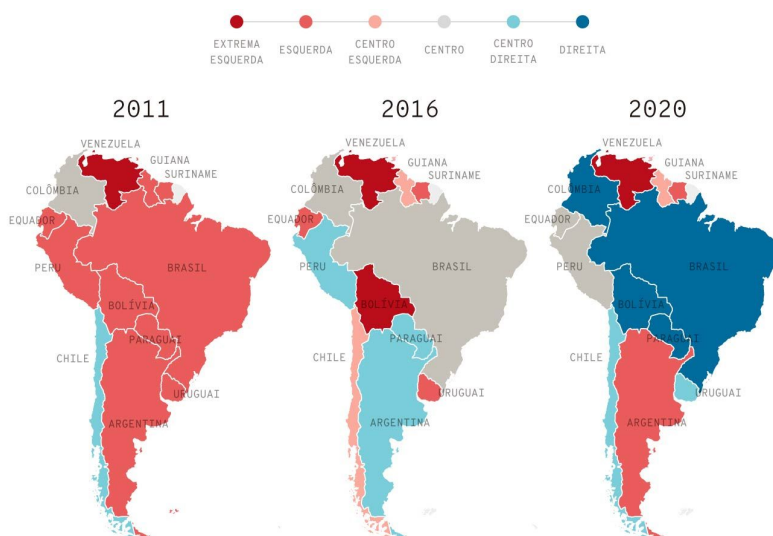 EXTREMA
ESQUERDA
ESQUERDA
CENTRO
ESQUERDA
CENTRO
CENTRO
DIREITA
DIREITA
2011
VENEZUELA
GUIANA
SURINAME
COLÔMBIA
EQUADOR
PERU
BRASIL
BOLÍVIA
PARAGUAI
CHILE
URUGUAI
ARGENTINA
2016
VENEZUELA
GUIANA
SURINAME
COLÔMBIA
EQUADOR
PERU
BRASIL
BOLÍVIA
PARAGUAI
CHILE
URUGUAI
ARGENTINA
2020
VENEZUELA
GUIANA
SURINAME
COLÔMBIA
EQUADOR
PERU
BRASIL
BOLÍVIA
PARAGUAI
CHILE
URUGUAI
ARGENTINA